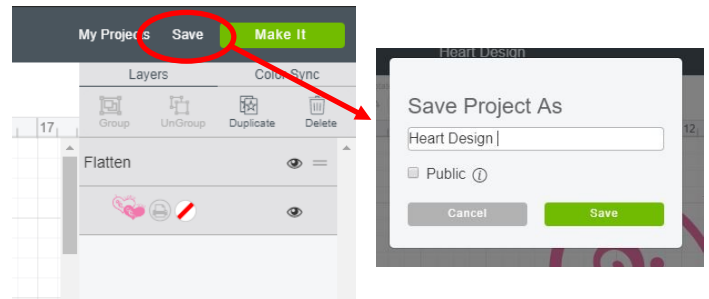 My Projects Save Make It
Layers Color Sync
Group UnGroup Duplicate Delete
17
Flatten
Heart Design
12
Save Project As
Heart Design
Public i
Cancel Save